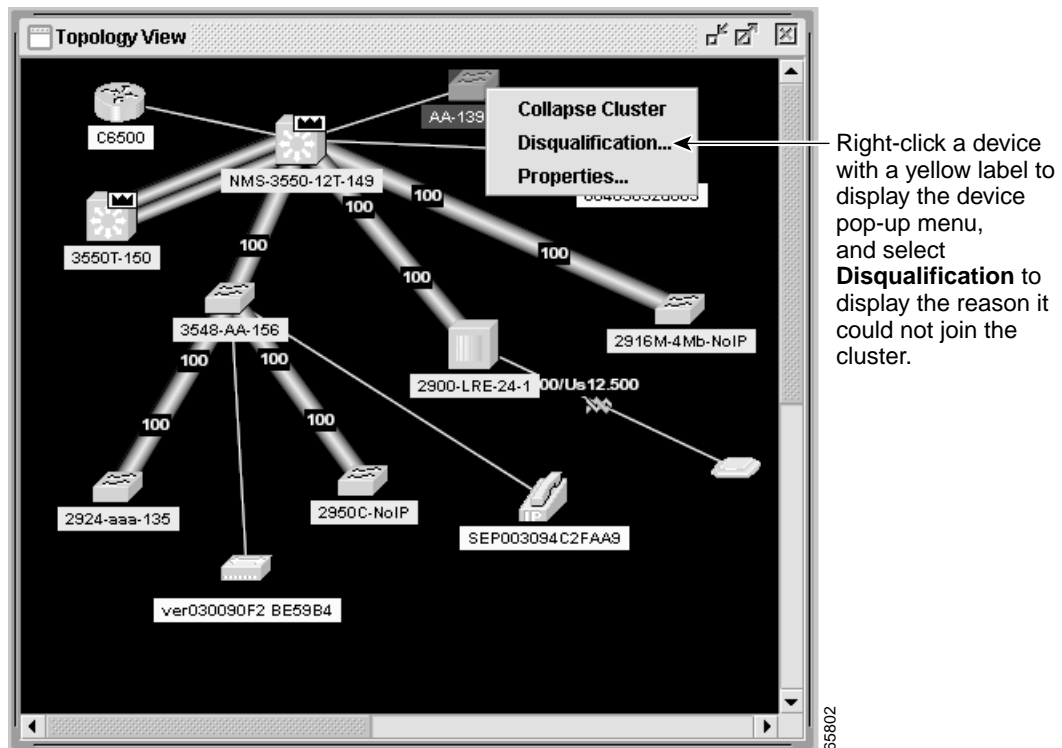 Topology View
C6500
AA-139
Collapse Cluster
Disqualification...
Properties...
NMS-3550-12T-149
3550T-150
100
100
100
100
100
3548-AA-156
2916M-4Mb-NoIP
2900-LRE-24-1
00/Us12.500
100
100
100
100
2924-aaa-135
2950C-NoIP
IP
SEP003094C2FAA9
ver030090F2 BE59B4
Right-click a device
with a yellow label to
display the device
pop-up menu,
and select
Disqualification to
display the reason it
could not join the
cluster.
65802